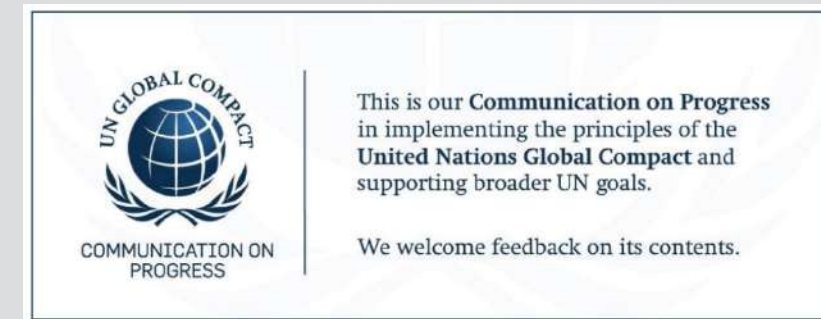 UN GLOBAL COMPACT
COMMUNICATION ON
PROGRESS
This is our Communication on Progress
in implementing the principles of the
United Nations Global Compact and
supporting broader UN goals.
We welcome feedback on its contents.